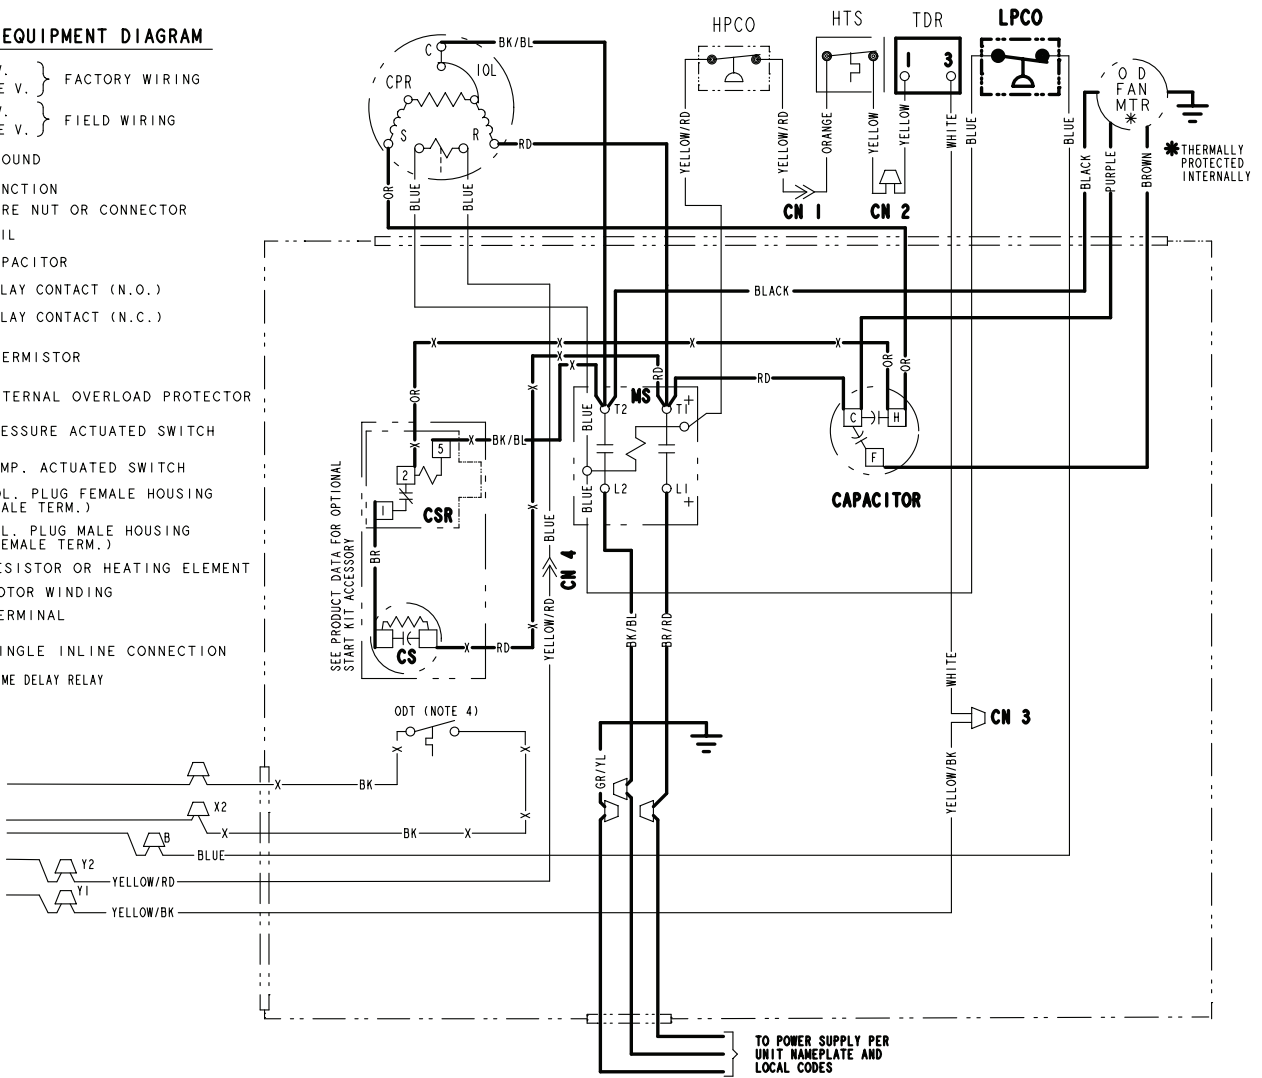 EQUIPMENT DIAGRAM
V.
E V.
FACTORY WIRING
V.
E V.
FIELD WIRING
OUND
NCTION
RE NUT OR CONNECTOR
IL
PACITOR
LAY CONTACT (N.O.)
LAY CONTACT (N.C.)
ERMISTOR
TERNAL OVERLOAD PROTECTOR
ESSURE ACTUATED SWITCH
MP. ACTUATED SWITCH
OL. PLUG FEMALE HOUSING
ALE TERM.)
L. PLUG MALE HOUSING
EMALE TERM.)
ESISTOR OR HEATING ELEMENT
OTOR WINDING
ERMINAL
INGLE INLINE CONNECTION
ME DELAY RELAY
C
BK/BL
IOL
CPR
S
R
RD
OR
BLUE
BLUE
HPCO
HTS
TDR
LPCO
1
3
O D
FAN
MTR
*
*THERMALLY
PROTECTED
INTERNALLY
YELLOW/RD
YELLOW/RD
ORANGE
YELLOW
YELLOW
WHITE
BLUE
BLUE
BLACK
PURPLE
BROWN
CN 1
CN 2
BLACK
X
X
X
X
X
X
OR
OR
RD
RD
MS
+
T2
T1
BLUE
L2
L1
+
BLUE
C
H
F
CAPACITOR
OR
X
X
5
X
BK/BL
2
1
CSR
X
BR
SEE PRODUCT DATA FOR OPTIONAL
START KIT ACCESSORY
CS
X
RD
X
BLUE
CN 4
YELLOW/RD
BK/BL
BR/RD
WHITE
CN 3
YELLOW/BK
ODT (NOTE 4)
X
X
X
BK
X
X2
X
BK
X
B
BLUE
Y2
YELLOW/RD
Y1
YELLOW/BK
GR/YL
TO POWER SUPPLY PER
UNIT NAMEPLATE AND
LOCAL CODES